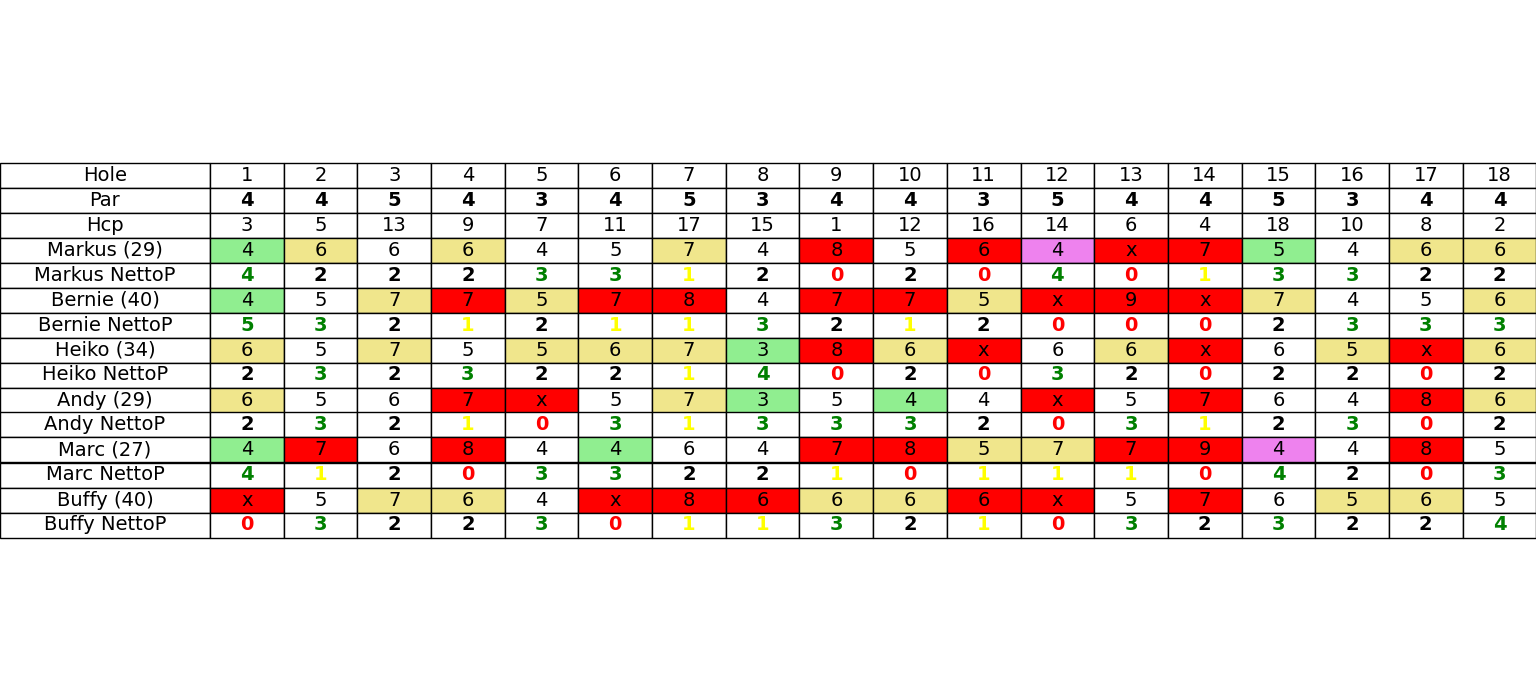 Hole 1 2 3 4 5 6 7 8 9 10 11 12 13 14 15 16 17 18
Par 4 4 5 4 3 4 5 3 4 4 3 5 4 4 5 3 4 4
Hcp 3 5 13 9 7 11 17 15 1 12 16 14 6 4 18 10 8 2
Markus (29) 4 6 6 6 4 5 7 4 8 5 6 4 x 7 5 4 6 6
Markus NettoP 4 2 2 2 3 3 1 2 0 2 0 4 0 1 3 3 2 2
Bernie (40) 4 5 7 7 5 7 8 4 7 7 5 x 9 x 7 4 5 6
Bernie NettoP 5 3 2 1 2 1 1 3 2 1 2 0 0 0 2 3 3 3
Heiko (34) 6 5 7 5 5 6 7 3 8 6 x 6 6 x 6 5 x 6
Heiko NettoP 2 3 2 3 2 2 1 4 0 2 0 3 2 0 2 2 0 2
Andy (29) 6 5 6 7 x 5 7 3 5 4 4 x 5 7 6 4 8 6
Andy NettoP 2 3 2 1 0 3 1 3 3 3 2 0 3 1 2 3 0 2
Marc (27) 4 7 6 8 4 4 6 4 7 8 5 7 7 9 4 4 8 5
Marc NettoP 4 1 2 0 3 3 2 2 1 0 1 1 1 0 4 2 0 3
Buffy (40) x 5 7 6 4 x 8 6 6 6 6 x 5 7 6 5 6 5
Buffy NettoP 0 3 2 2 3 0 1 1 3 2 1 0 3 2 3 2 2 4